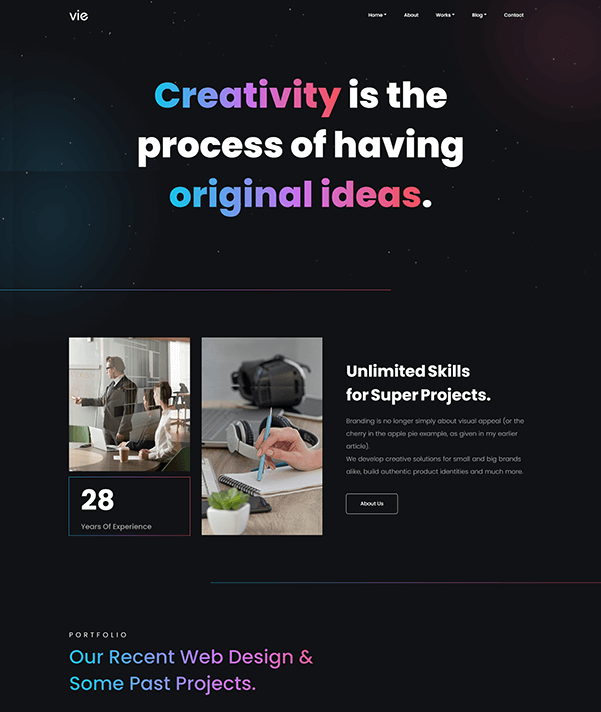 vie
Home About Works Blog Contact
Creativity is the
process of having
original ideas.
Unlimited Skills
for Super Projects.
Branding is no longer simply about visual appeal (or the
cherry in the apple pie example, as given in my earlier
article).
We develop creative solutions for small and big brands
alike, build authentic product identities and much more.
About Us
28
Years Of Experience
PORTFOLIO
Our Recent Web Design &
Some Past Projects.